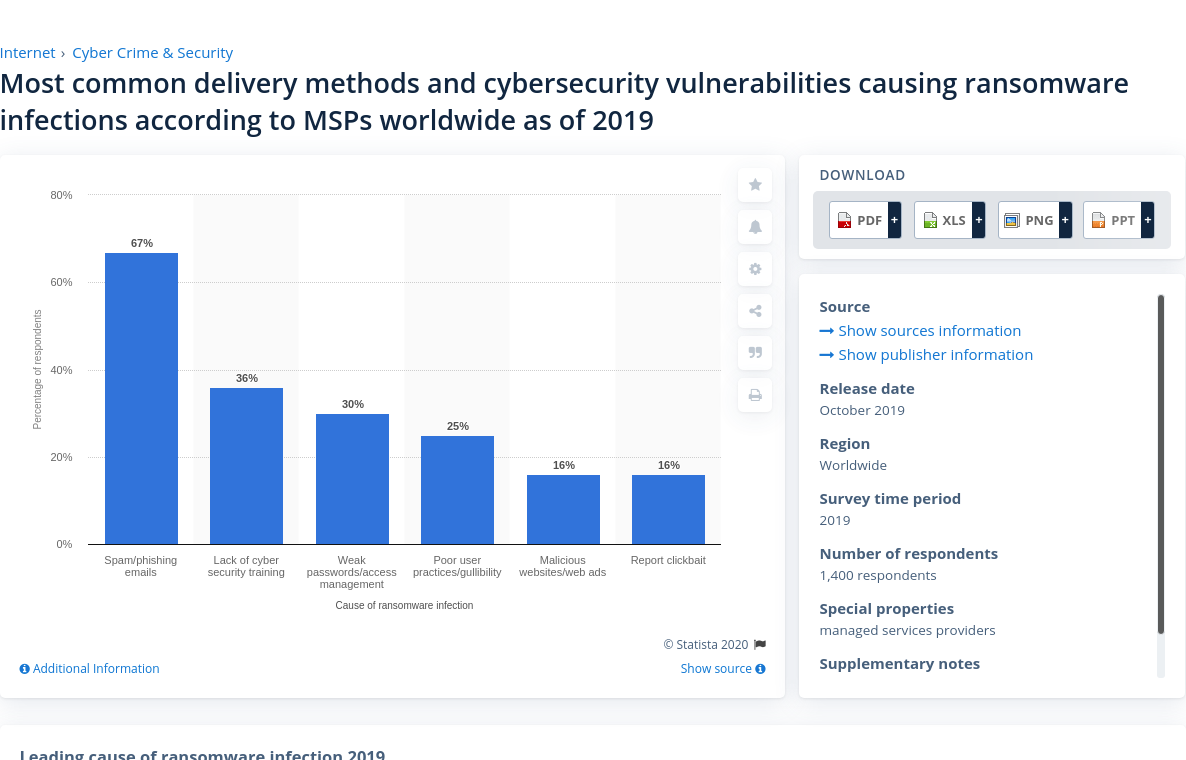 Internet › Cyber Crime & Security
Most common delivery methods and cybersecurity vulnerabilities causing ransomware
infections according to MSPs worldwide as of 2019
80%
60%
40%
20%
0%
Percentage of respondents
67%
36%
30%
25%
16%
16%
Spam/phishing
emails
Lack of cyber
security training
Weak
passwords/access
management
Poor user
practices/gullibility
Malicious
websites/web ads
Report clickbait
Cause of ransomware infection
© Statista 2020
Additional Information
Show source
DOWNLOAD
PDF +
XLS +
PNG +
PPT +
Source
Show sources information
Show publisher information
Release date
October 2019
Region
Worldwide
Survey time period
2019
Number of respondents
1,400 respondents
Special properties
managed services providers
Supplementary notes
Leading cause of ransomware infection 2019